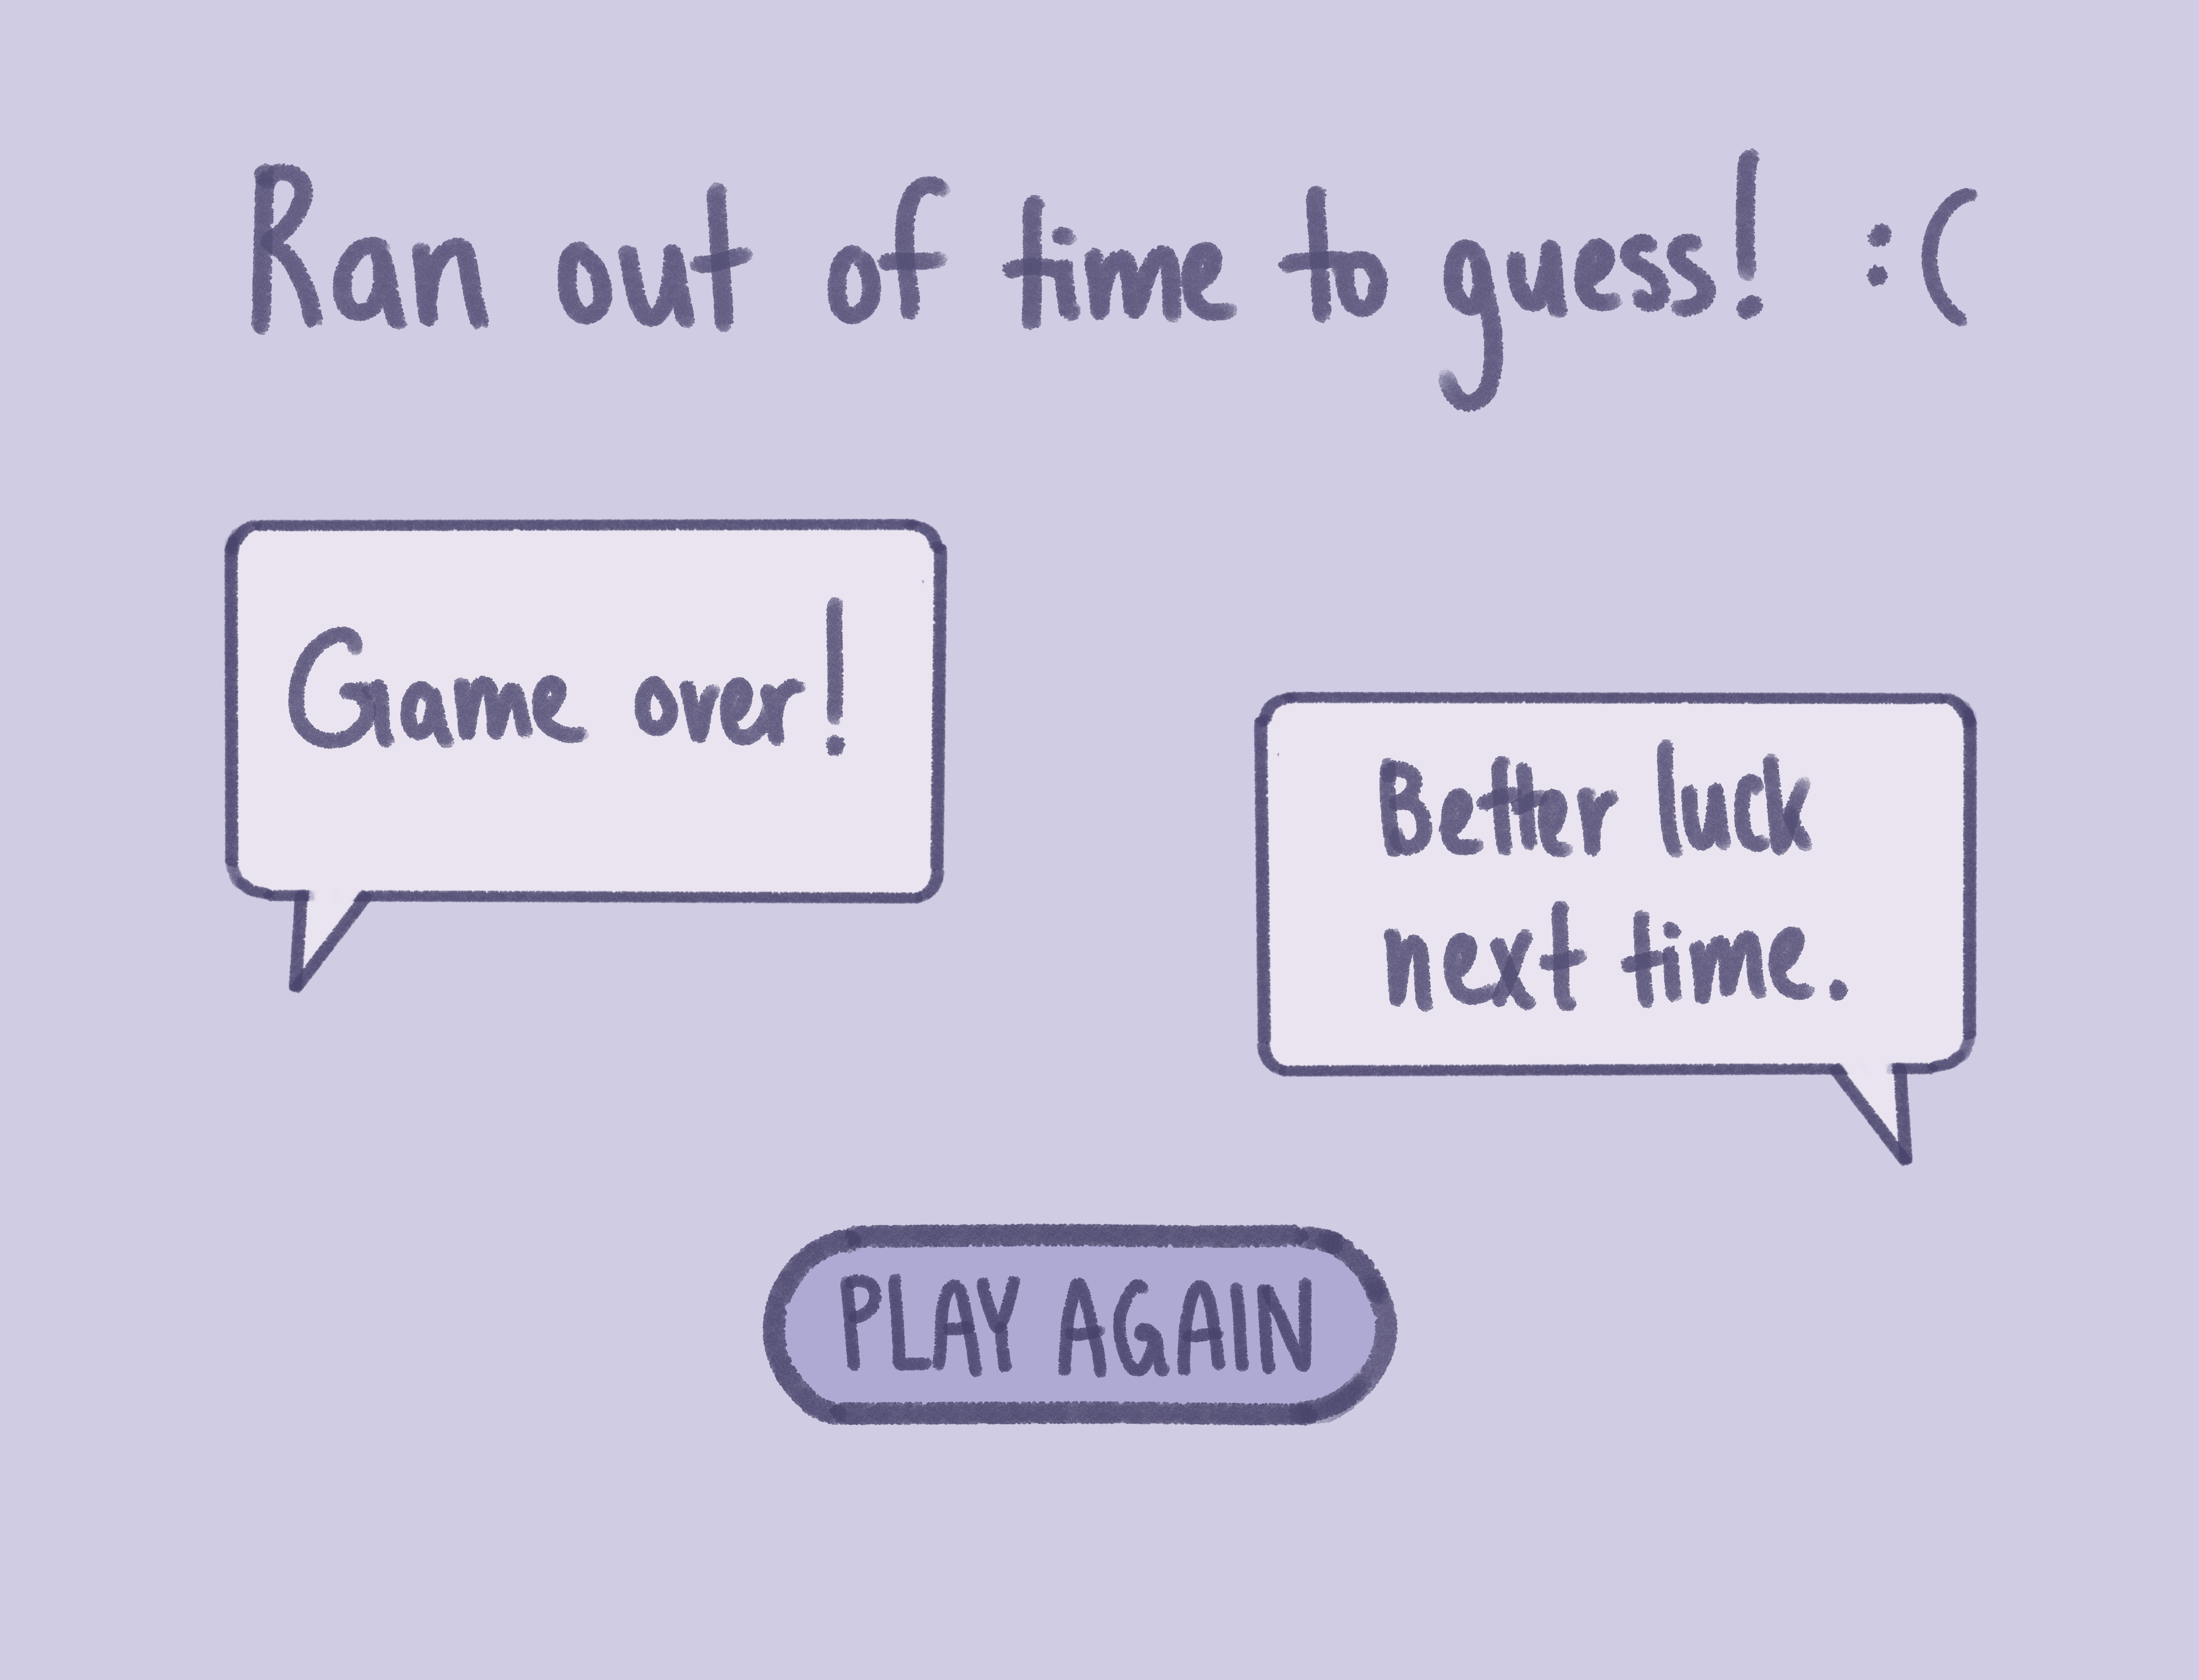 Ran out of time to guess! :(
Game over!
Better luck
next time.
PLAY AGAIN